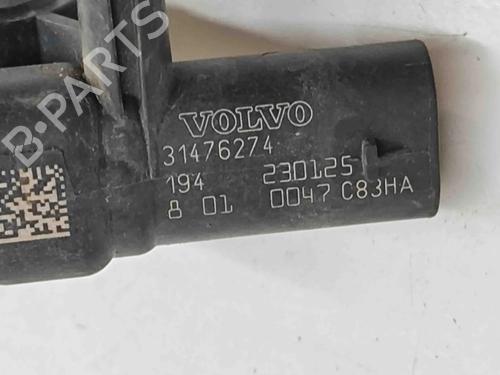 B-PARTS
VOLVO
31476274
194 230125
8 01 0047 C83HA